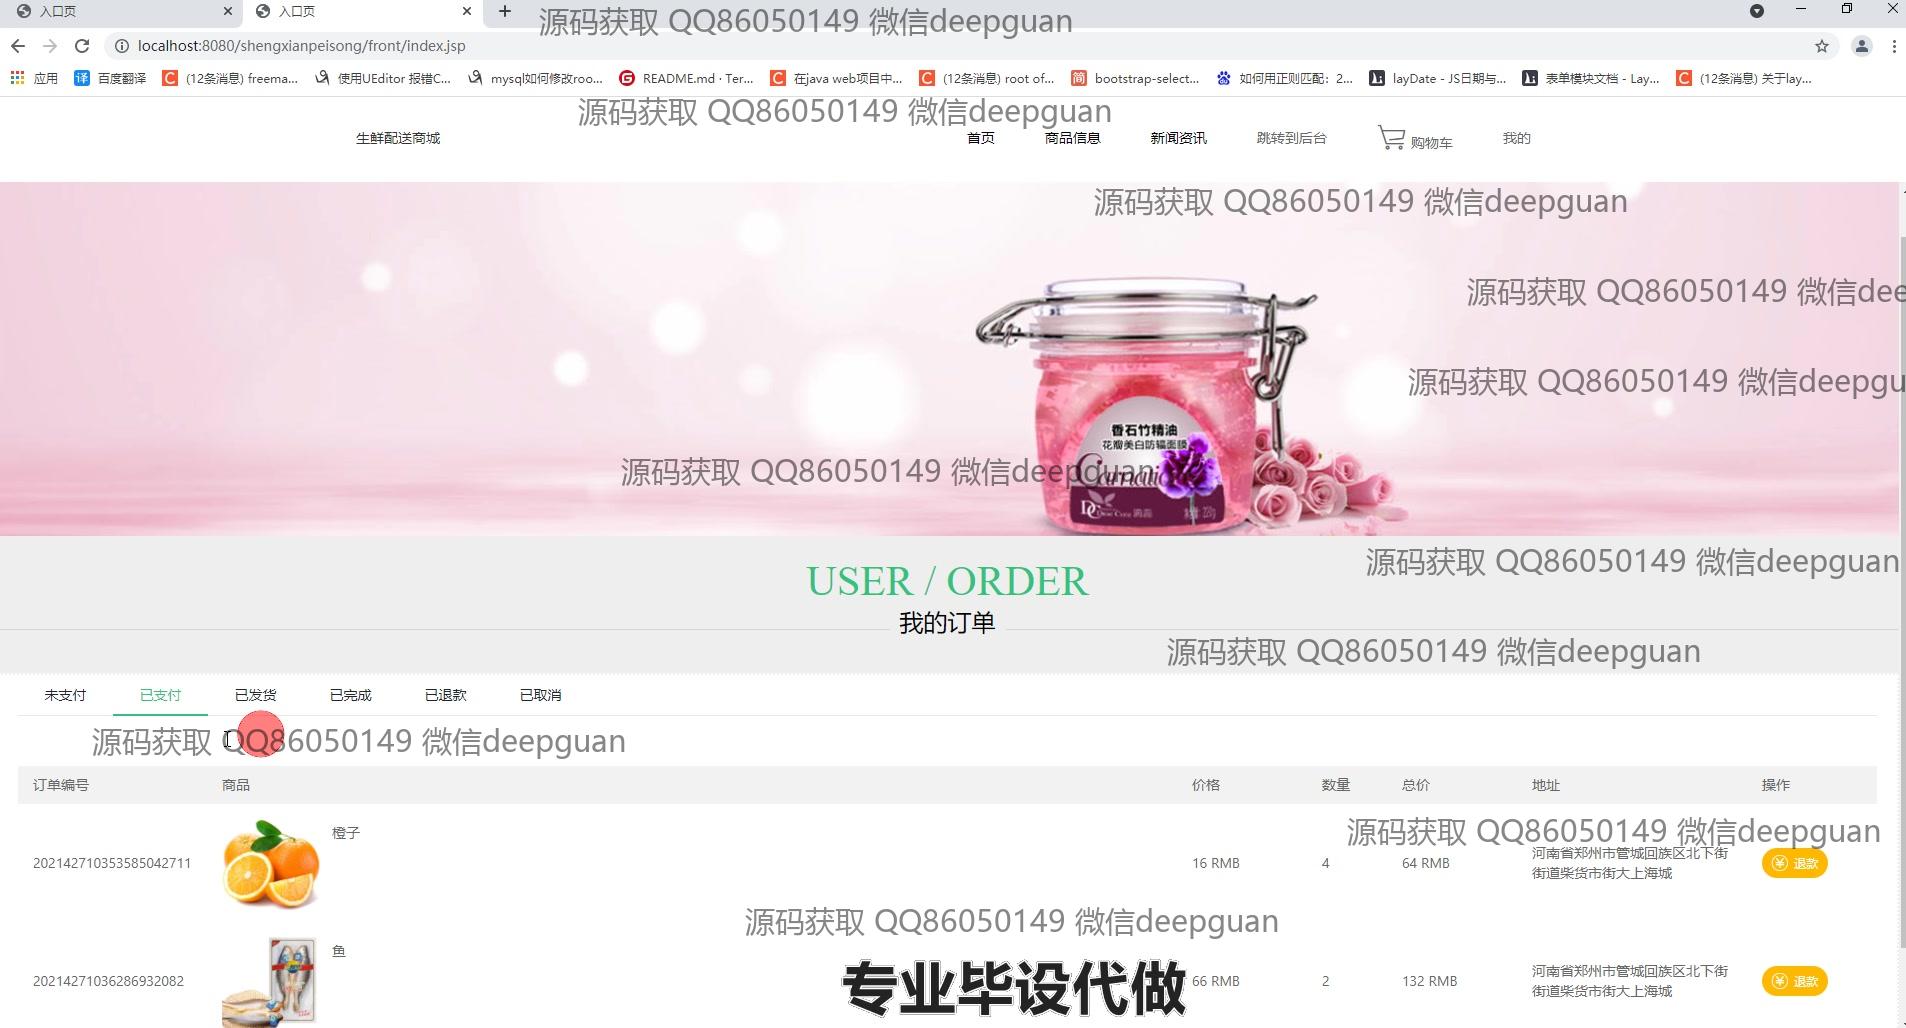 入口页
入口页
源码获取 QQ86050149 微信deepguan
localhost:8080/shengxianpeisong/front/index.jsp
应用
百度翻译
(12条消息) freema...
使用UEditor 报错C...
mysql如何修改roo...
README.md · Ter...
在java web项目中...
(12条消息) root of...
bootstrap-select...
如何用正则匹配：2...
layDate - JS日期与...
表单模块文档 - Lay...
(12条消息) 关于lay...
源码获取 QQ86050149 微信deepguan
生鲜配送商城
首页
商品信息
新闻资讯
跳转到后台
购物车
我的
源码获取 QQ86050149 微信deepguan
源码获取 QQ86050149 微信dee
源码获取 QQ86050149 微信deepgu
香石竹精油
花瓣美白防辐面膜
源码获取 QQ86050149 微信deepguan
源码获取 QQ86050149 微信deepguan
USER / ORDER
我的订单
源码获取 QQ86050149 微信deepguan
未支付
已支付
已发货
已完成
已退款
已取消
源码获取 QQ86050149 微信deepguan
订单编号
商品
价格
数量
总价
地址
操作
源码获取 QQ86050149 微信deepguan
202142710353585042711
橙子
16 RMB
4
64 RMB
河南省郑州市管城回族区北下街
街道柴货市街大上海城
退款
源码获取 QQ86050149 微信deepguan
20214271036286932082
鱼
66 RMB
2
132 RMB
河南省郑州市管城回族区北下街
街道柴货市街大上海城
退款
专业毕设代做